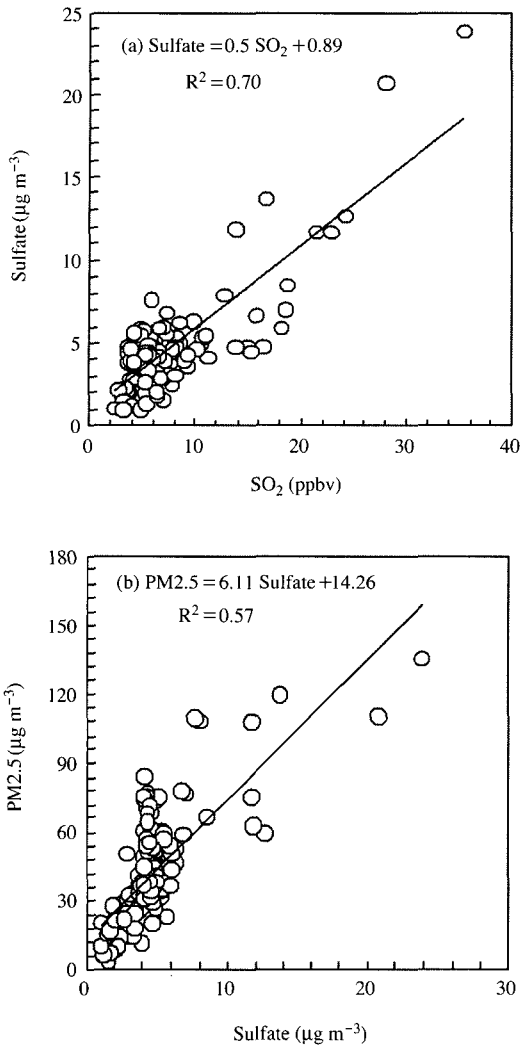 25
(a) Sulfate=0.5 SO₂+0.89
R²=0.70
20
15
10
5
0
Sulfate (μg m⁻³)
0 10 20 30 40
SO₂ (ppbv)
180
(b) PM2.5=6.11 Sulfate+14.26
R²=0.57
150
120
90
60
30
0
PM2.5 (μg m⁻³)
0 10 20 30
Sulfate (μg m⁻³)